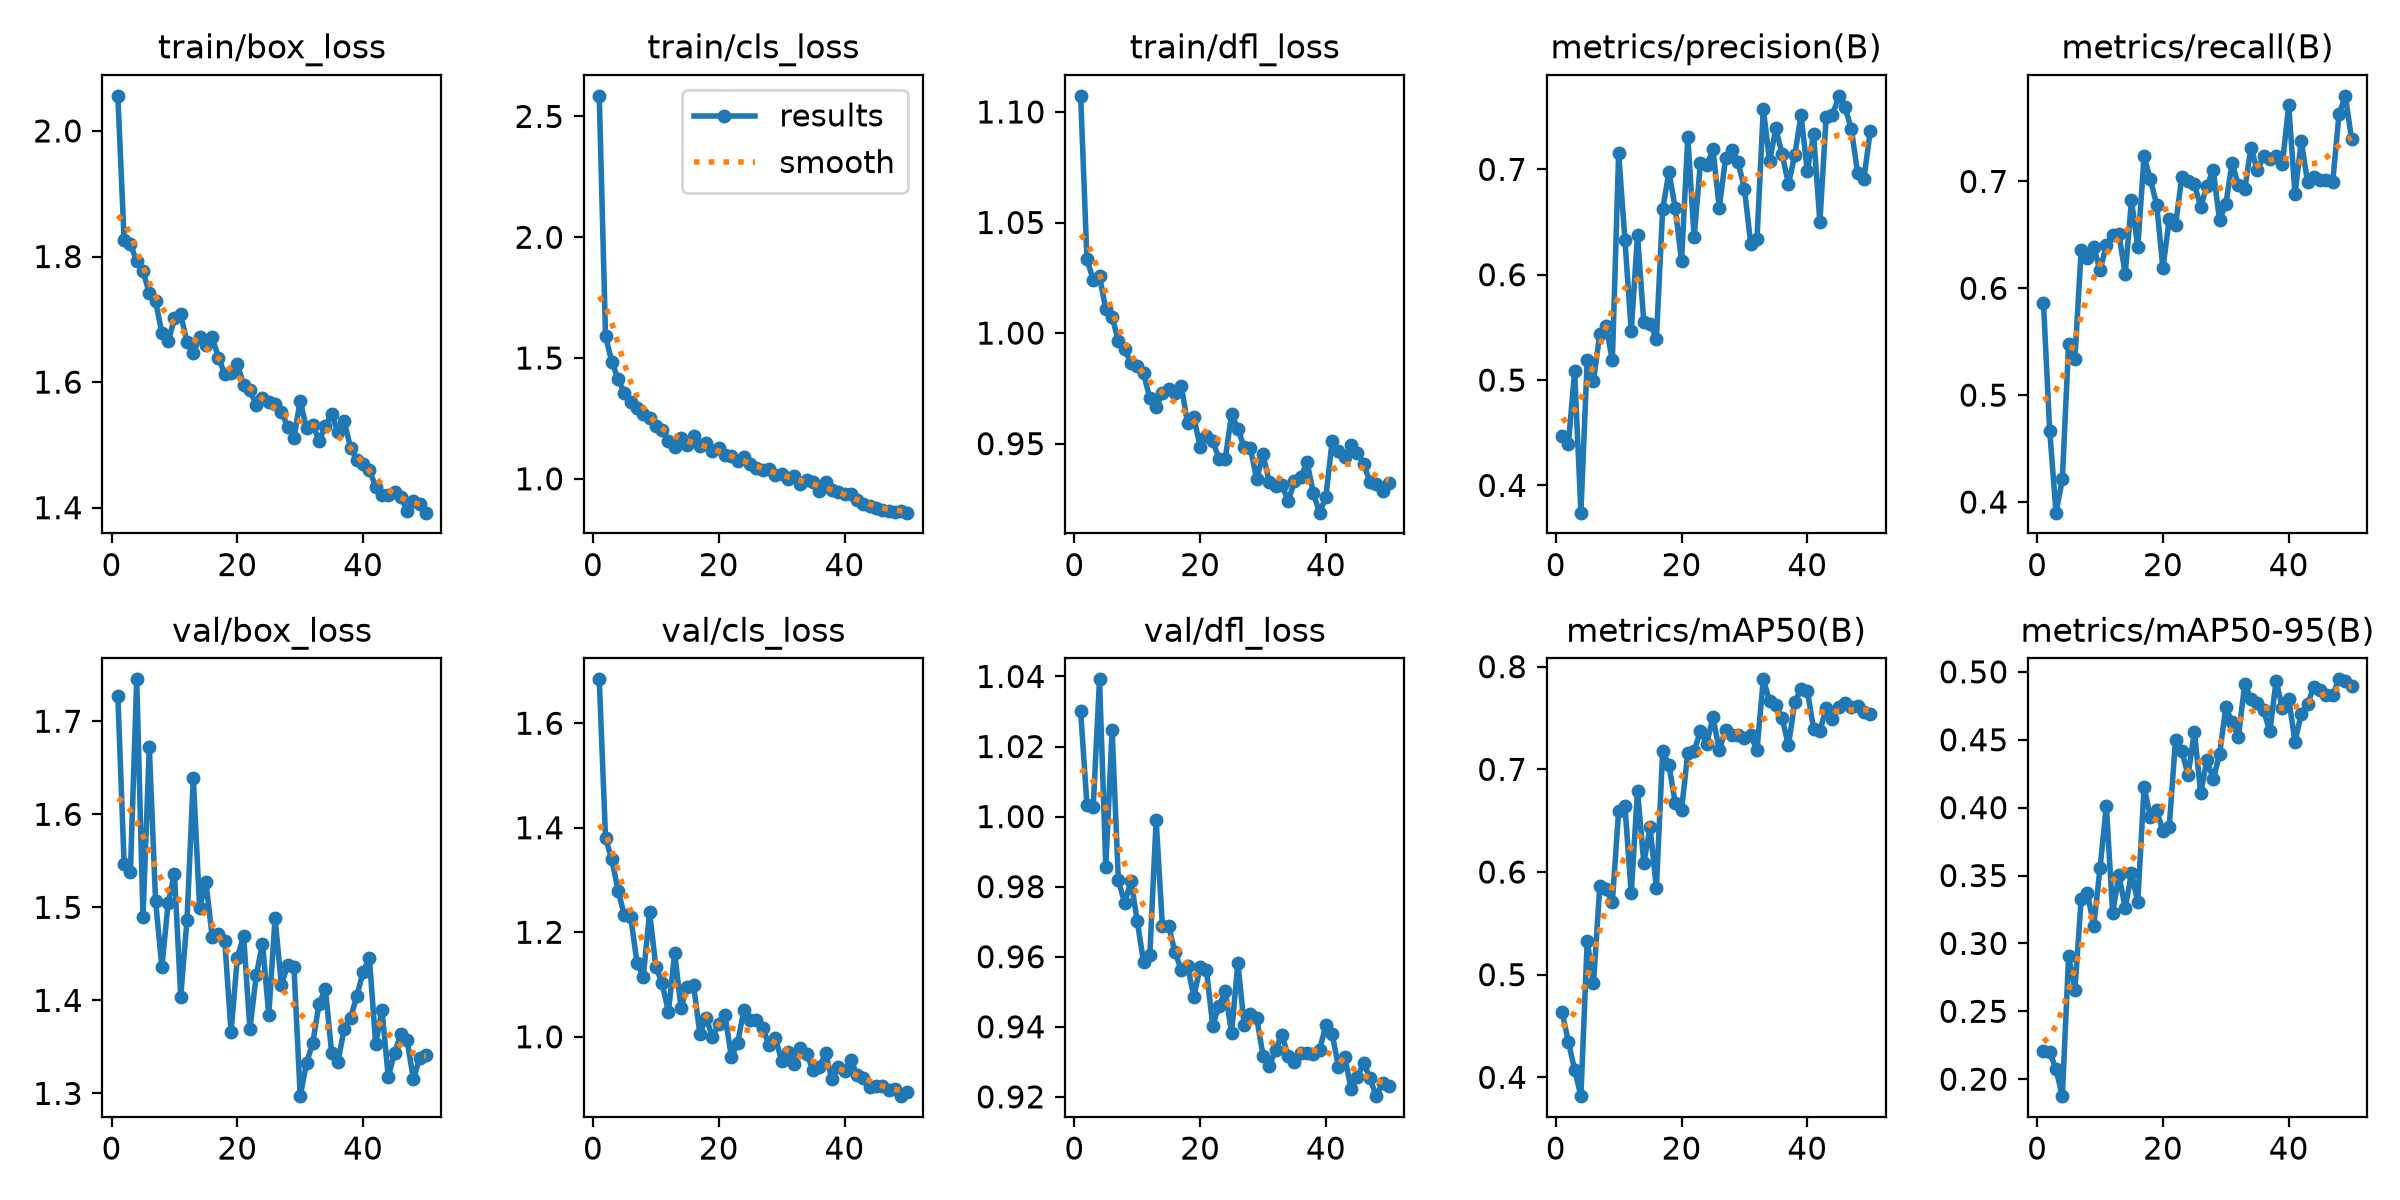 train/box_loss
train/cls_loss
train/dfl_loss
metrics/precision(B)
metrics/recall(B)
2.0
1.8
1.6
1.4
0 20 40
results
smooth
2.5
2.0
1.5
1.0
0 20 40
1.10
1.05
1.00
0.95
0 20 40
0.7
0.6
0.5
0.4
0 20 40
0.7
0.6
0.5
0.4
0 20 40
val/box_loss
val/cls_loss
val/dfl_loss
metrics/mAP50(B)
metrics/mAP50-95(B)
1.7
1.6
1.5
1.4
1.3
0 20 40
1.6
1.4
1.2
1.0
0 20 40
1.04
1.02
1.00
0.98
0.96
0.94
0.92
0 20 40
0.8
0.7
0.6
0.5
0.4
0 20 40
0.50
0.45
0.40
0.35
0.30
0.25
0.20
0 20 40